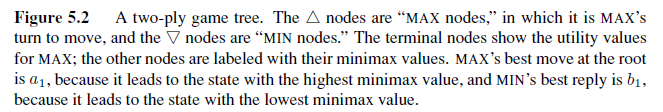 Figure 5.2 A two-ply game tree. The △ nodes are “MAX nodes,” in which it is MAX’s
turn to move, and the ▽ nodes are “MIN nodes.” The terminal nodes show the utility values
for MAX; the other nodes are labeled with their minimax values. MAX’s best move at the root
is a₁, because it leads to the state with the highest minimax value, and MIN’s best reply is b₁,
because it leads to the state with the lowest minimax value.